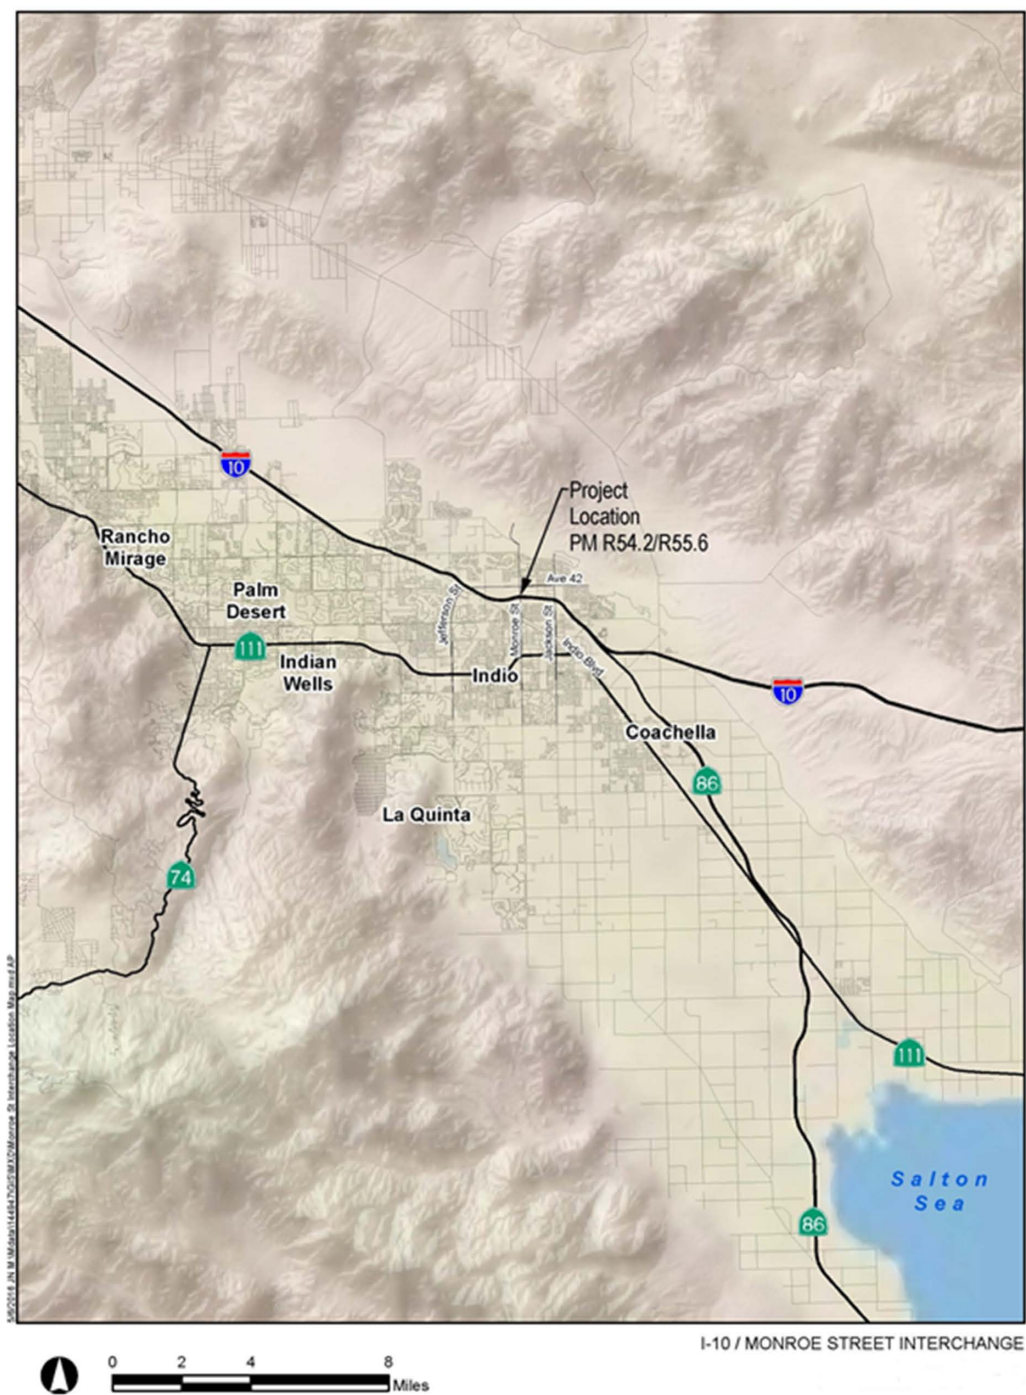 10
Project
Location
PM R54.2/R55.6
Rancho
Mirage
Palm
Desert
Ave 42
Jefferson St
Monroe St
Jackson St
Indio Blvd
111
Indian
Wells
Indio
10
Coachella
86
La Quinta
74
111
Salton
Sea
86
I-10 / MONROE STREET INTERCHANGE
0 2 4 8
Miles